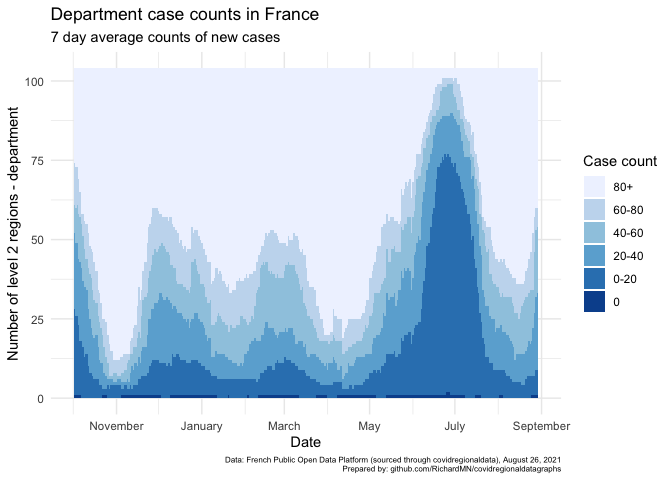 Department case counts in France
7 day average counts of new cases
Number of level 2 regions - department
100
75
50
25
0
November
January
March
May
July
September
Date
Case count
80+
60-80
40-60
20-40
0-20
0
Data: French Public Open Data Platform (sourced through covidregionaldata), August 26, 2021
Prepared by: github.com/RichardMN/covidregionaldatagraphs